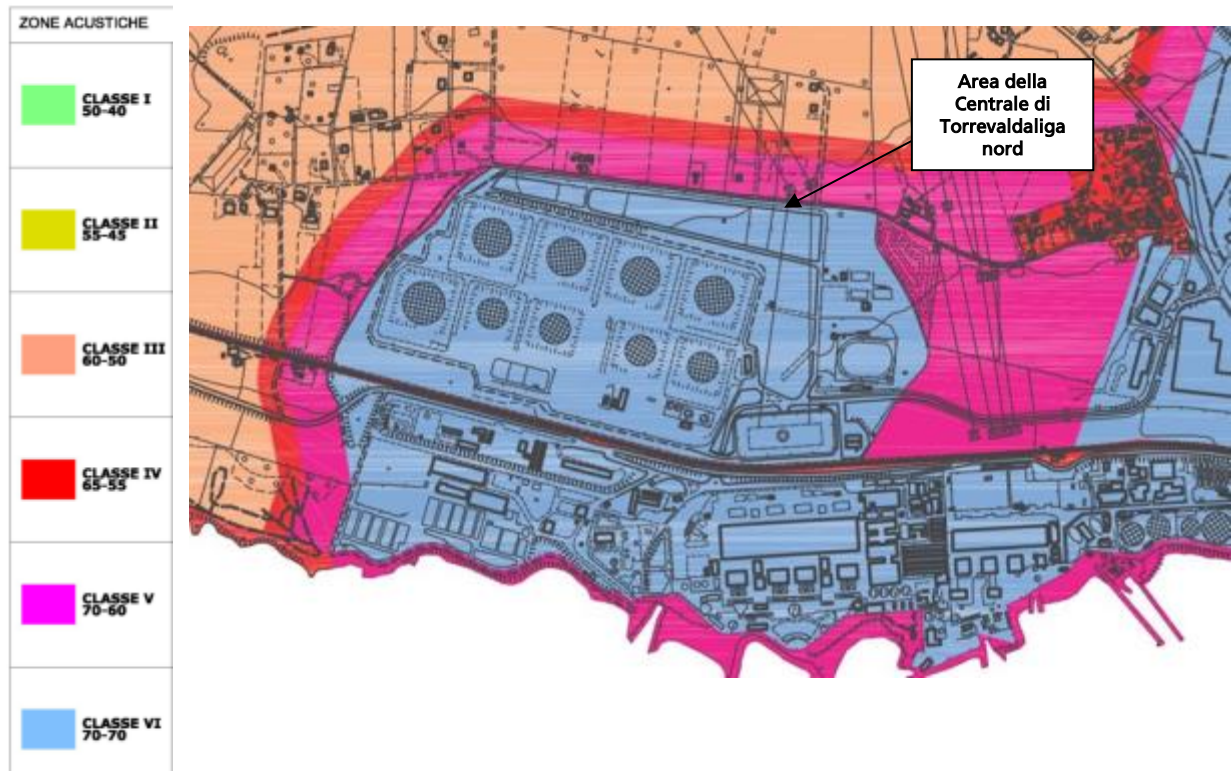 ZONE ACUSTICHE
CLASSE I
50-40
CLASSE II
55-45
CLASSE III
60-50
CLASSE IV
65-55
CLASSE V
70-60
CLASSE VI
70-70
Area della
Centrale di
Torrevaldaliga
nord